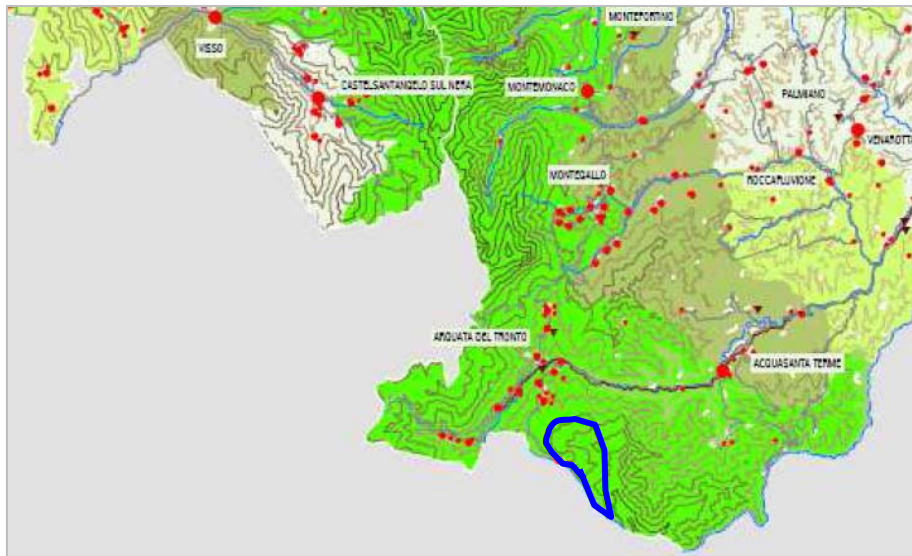 MONTEFORTINO
VISSO
CASTELSANTANGELO SUL NERA
MONTEMONACO
PALMIANO
VENAROTTA
MONTEGALLO
ROCCAFLUVIONE
ARQUATA DEL TRONTO
ACQUASANTA TERME